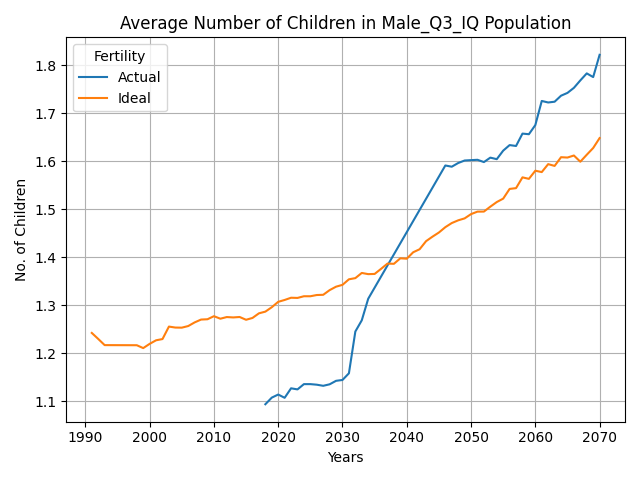 Average Number of Children in Male_Q3_IQ Population
Fertility
Actual
Ideal
No. of Children
1.8
1.7
1.6
1.5
1.4
1.3
1.2
1.1
1990 2000 2010 2020 2030 2040 2050 2060 2070
Years